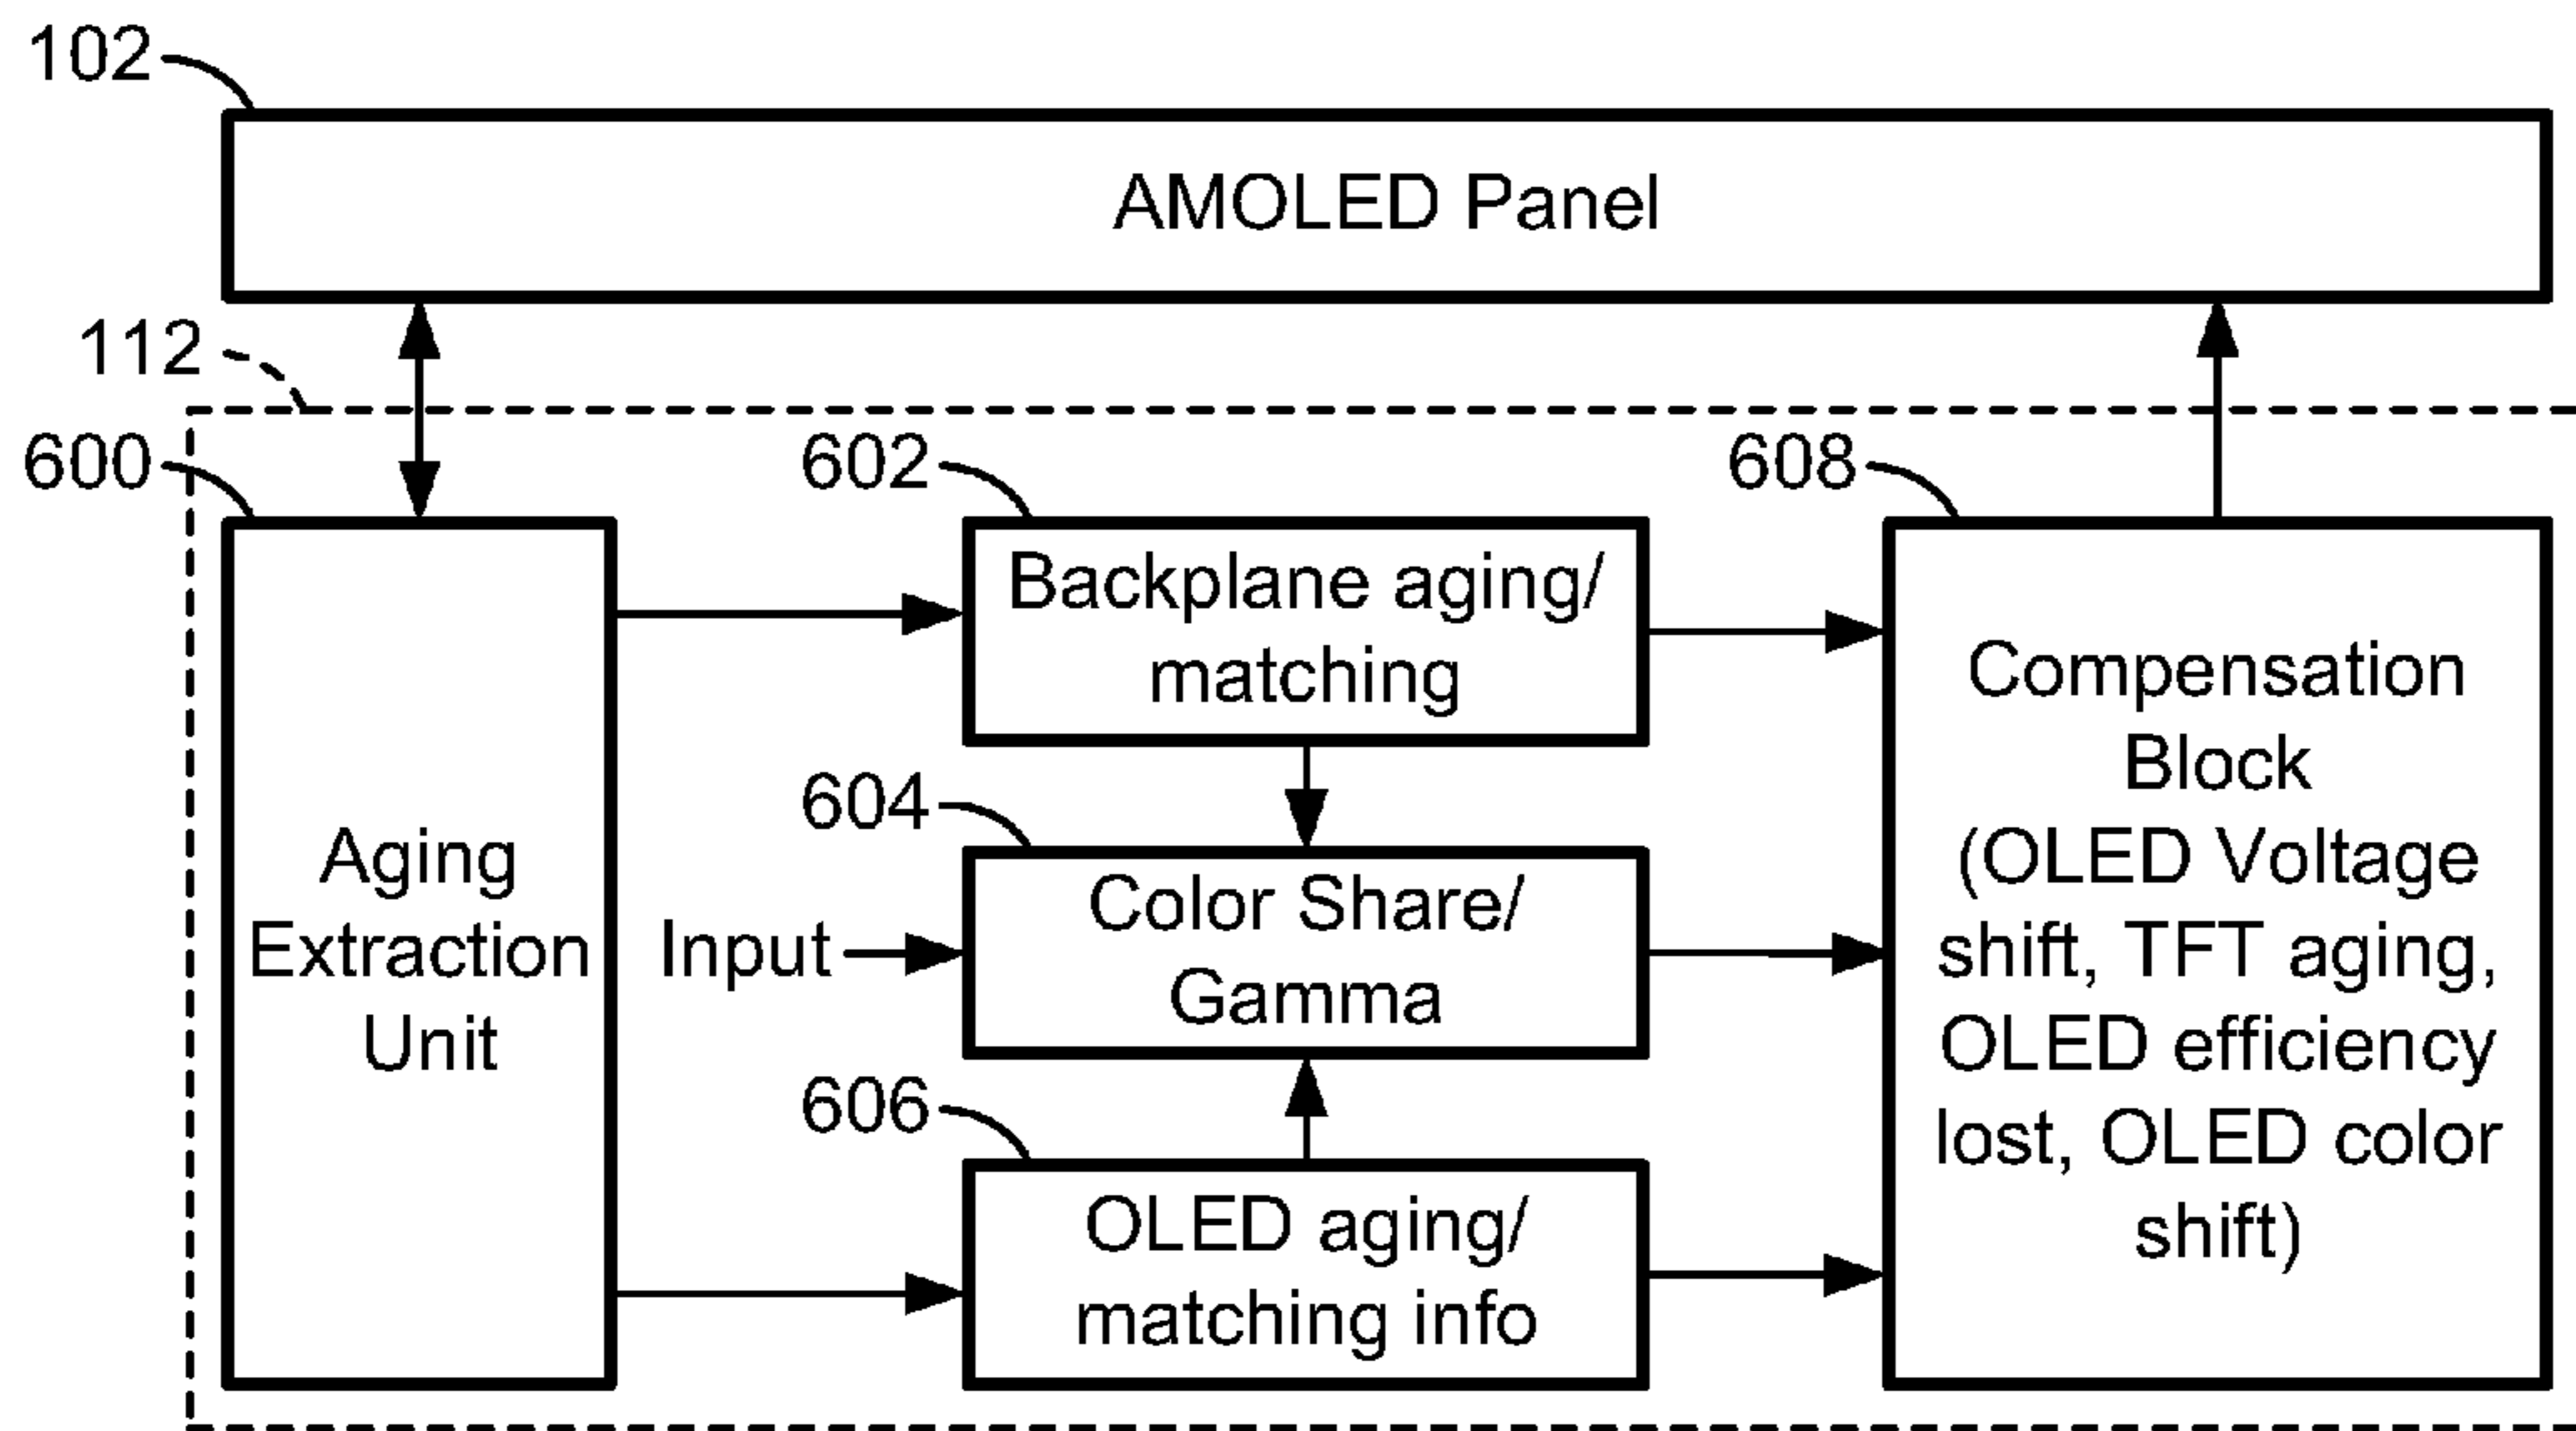 102
AMOLED Panel
112
600
602
608
Backplane aging/
matching
Compensation
Block
(OLED Voltage
shift, TFT aging,
OLED efficiency
lost, OLED color
shift)
604
Aging
Extraction
Unit
Input
Color Share/
Gamma
606
OLED aging/
matching info